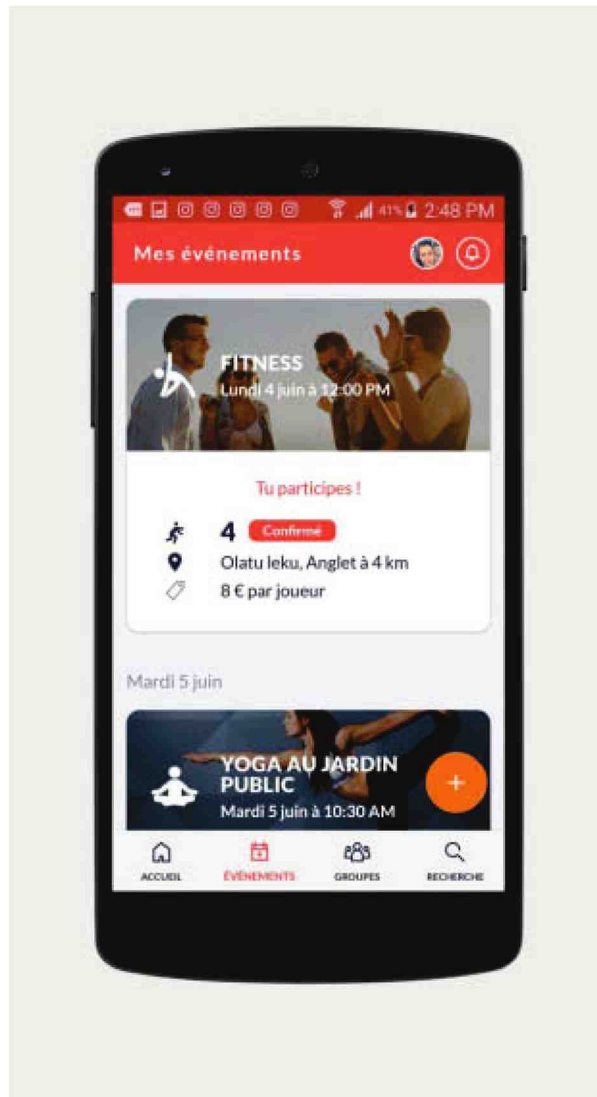 41% 2:48 PM
Mes événements
FITNESS
Lundi 4 juin à 12:00 PM
Tu participes !
4 Confirmé
Olatu leku, Anglet à 4 km
8 € par joueur
Mardi 5 juin
YOGA AU JARDIN
PUBLIC
Mardi 5 juin à 10:30 AM
ACCUEIL ÉVÉNEMENTS GROUPES RECHERCHE